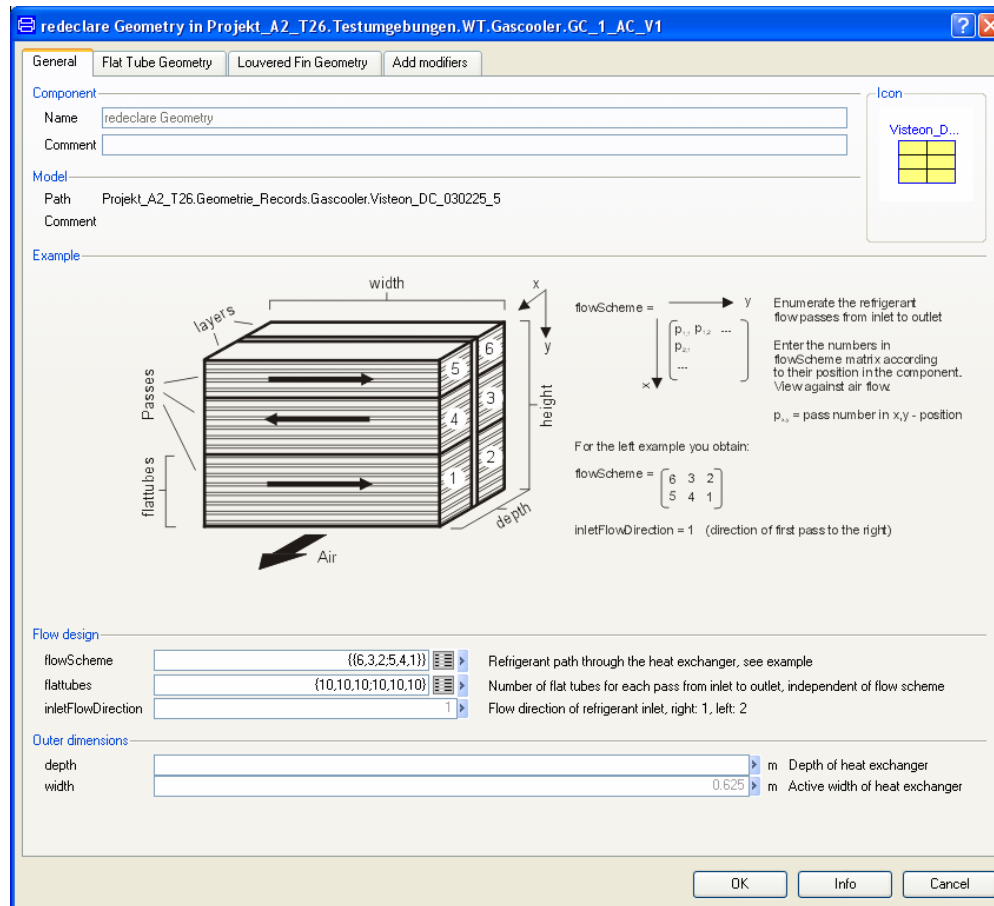 redeclare Geometry in Projekt_A2_T26.Testumgebungen.WT.Gascooler.GC_1_AC_V1
General Flat Tube Geometry Louvered Fin Geometry Add modifiers
Component
Icon
Name redeclare Geometry
Comment
Visteon_D...
Model
Path Projekt_A2_T26.Geometrie_Records.Gascooler.Visteon_DC_030225_5
Comment
Example
width
x
y
layers
Passes
flattubes
height
depth
Air
5 6
4 3
1 2
flowScheme =
y
x
p1,1 p1,2 ...
p2,1
...
Enumerate the refrigerant
flow passes from inlet to outlet
Enter the numbers in
flowScheme matrix according
to their position in the component.
View against air flow.
px,y = pass number in x,y - position
For the left example you obtain:
flowScheme =
6 3 2
5 4 1
inletFlowDirection = 1 (direction of first pass to the right)
Flow design
flowScheme {{6,3,2;5,4,1}} Refrigerant path through the heat exchanger, see example
flattubes {10,10,10;10,10,10} Number of flat tubes for each pass from inlet to outlet, independent of flow scheme
inletFlowDirection 1 Flow direction of refrigerant inlet, right: 1, left: 2
Outer dimensions
depth m Depth of heat exchanger
width 0.625 m Active width of heat exchanger
OK Info Cancel